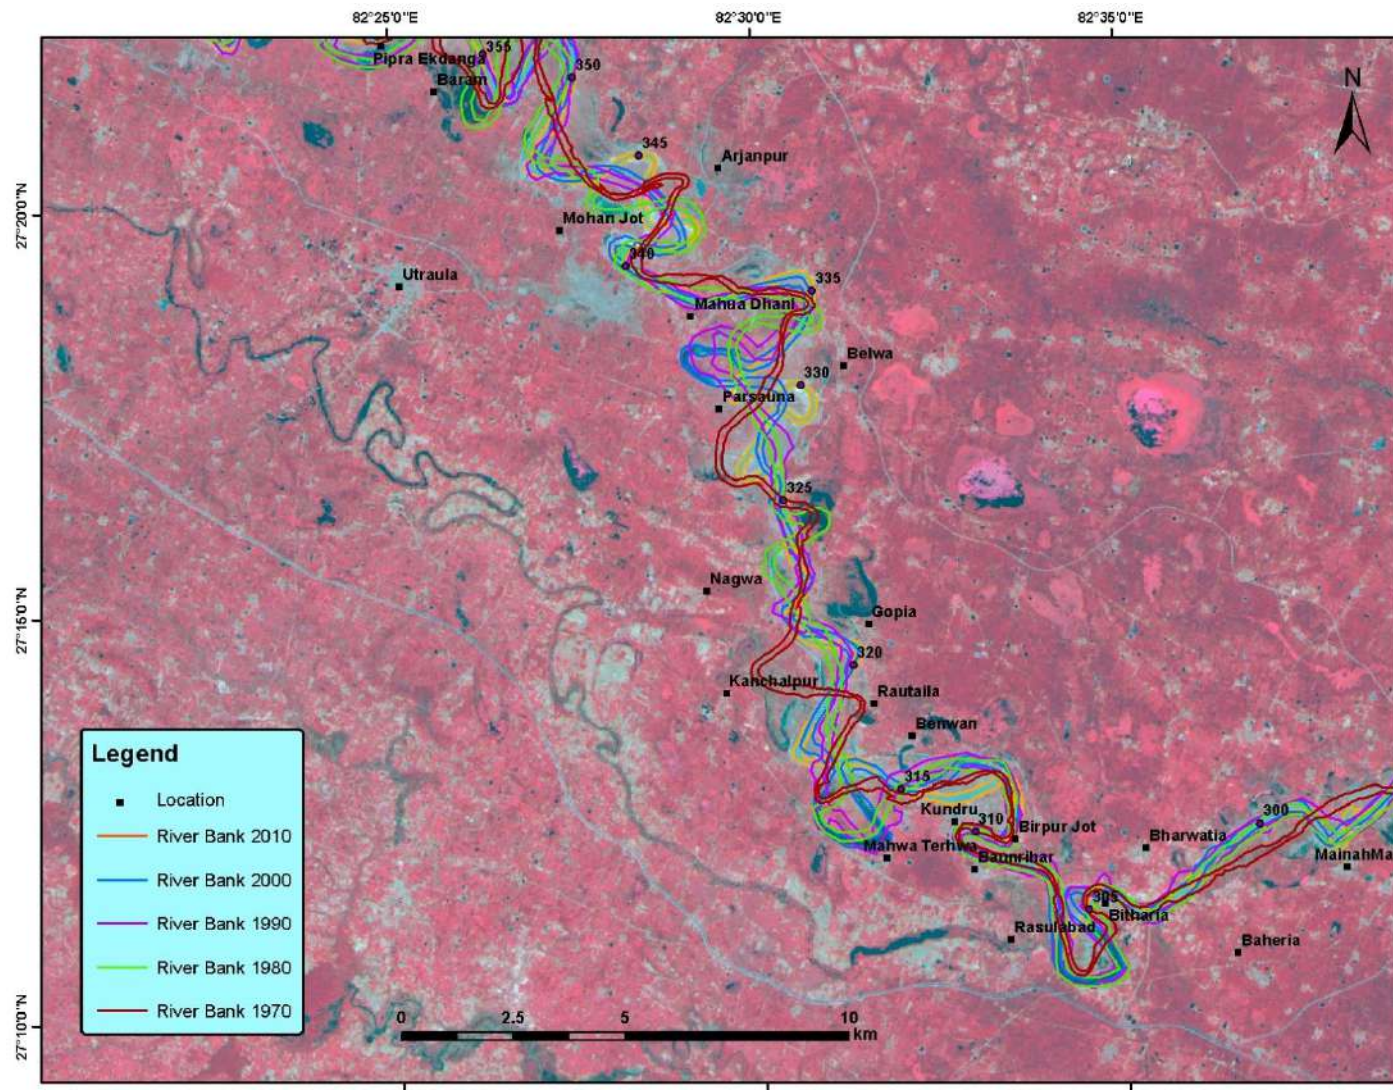 82°25'0"E
82°30'0"E
82°35'0"E
355
Pipra Ekdanga
350
Baram
N
345
Arjanpur
27°20'0"N
Mohan Jot
340
Utraula
335
Mahua Dhani
Belwa
330
Parsauna
325
Nagwa
Gopia
27°15'0"N
320
Kanchalpur
Rautaila
Benwan
Legend
Location
River Bank 2010
River Bank 2000
River Bank 1990
River Bank 1980
River Bank 1970
315
Kundru
310
Birpur Jot
300
Bharwatia
Mahwa Terhwa
MainahMa
305
Bitharia
Rasulabad
Baheria
27°10'0"N
0
2.5
5
10
km